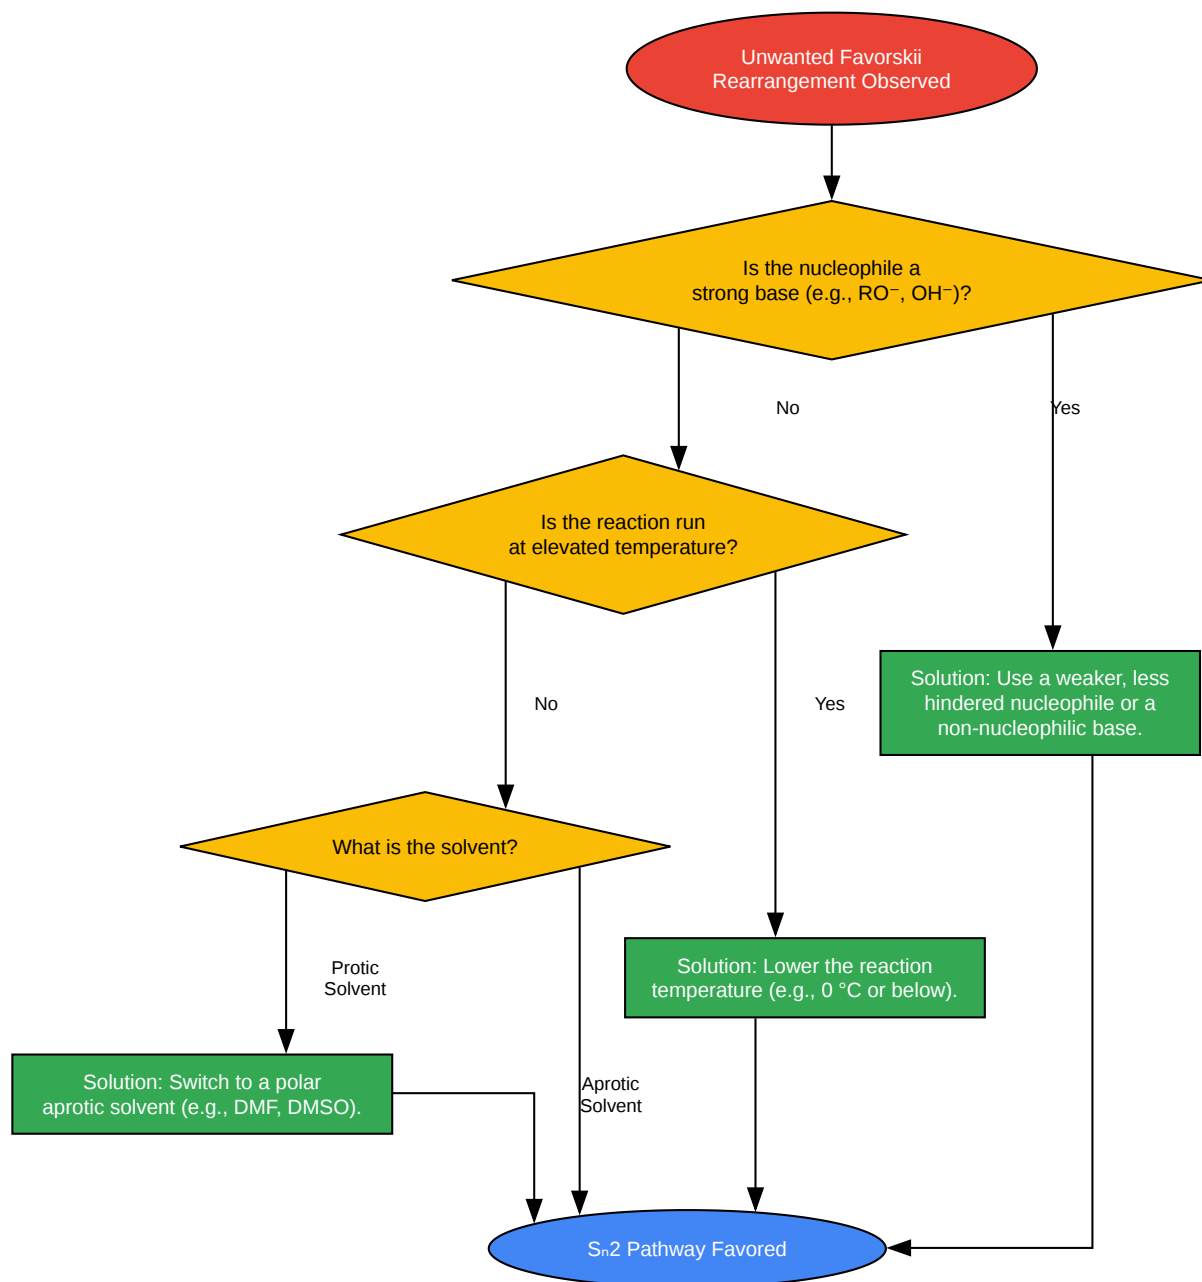 Unwanted Favorskii
Rearrangement Observed
Is the nucleophile a
strong base (e.g., RO⁻, OH⁻)?
No
Yes
Is the reaction run
at elevated temperature?
No
Yes
Solution: Use a weaker, less
hindered nucleophile or a
non-nucleophilic base.
What is the solvent?
Protic
Solvent
Solution: Lower the reaction
temperature (e.g., 0 °C or below).
Solution: Switch to a polar
aprotic solvent (e.g., DMF, DMSO).
Aprotic
Solvent
Sₙ2 Pathway Favored